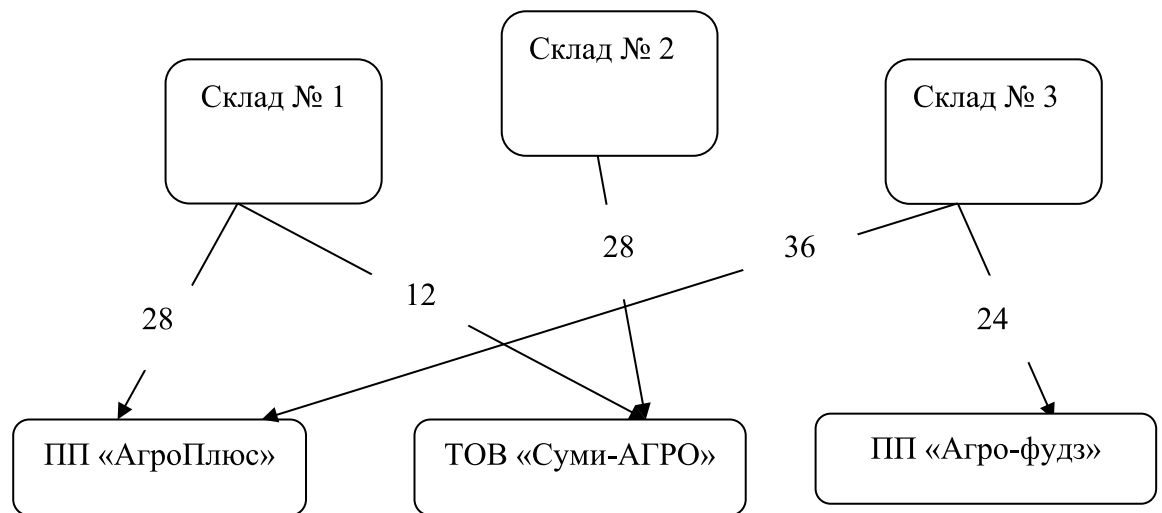 Склад № 1
Склад № 2
Склад № 3
28
12
28
36
24
ПП «АгроПлюс»
ТОВ «Суми-АГРО»
ПП «Агро-фудз»